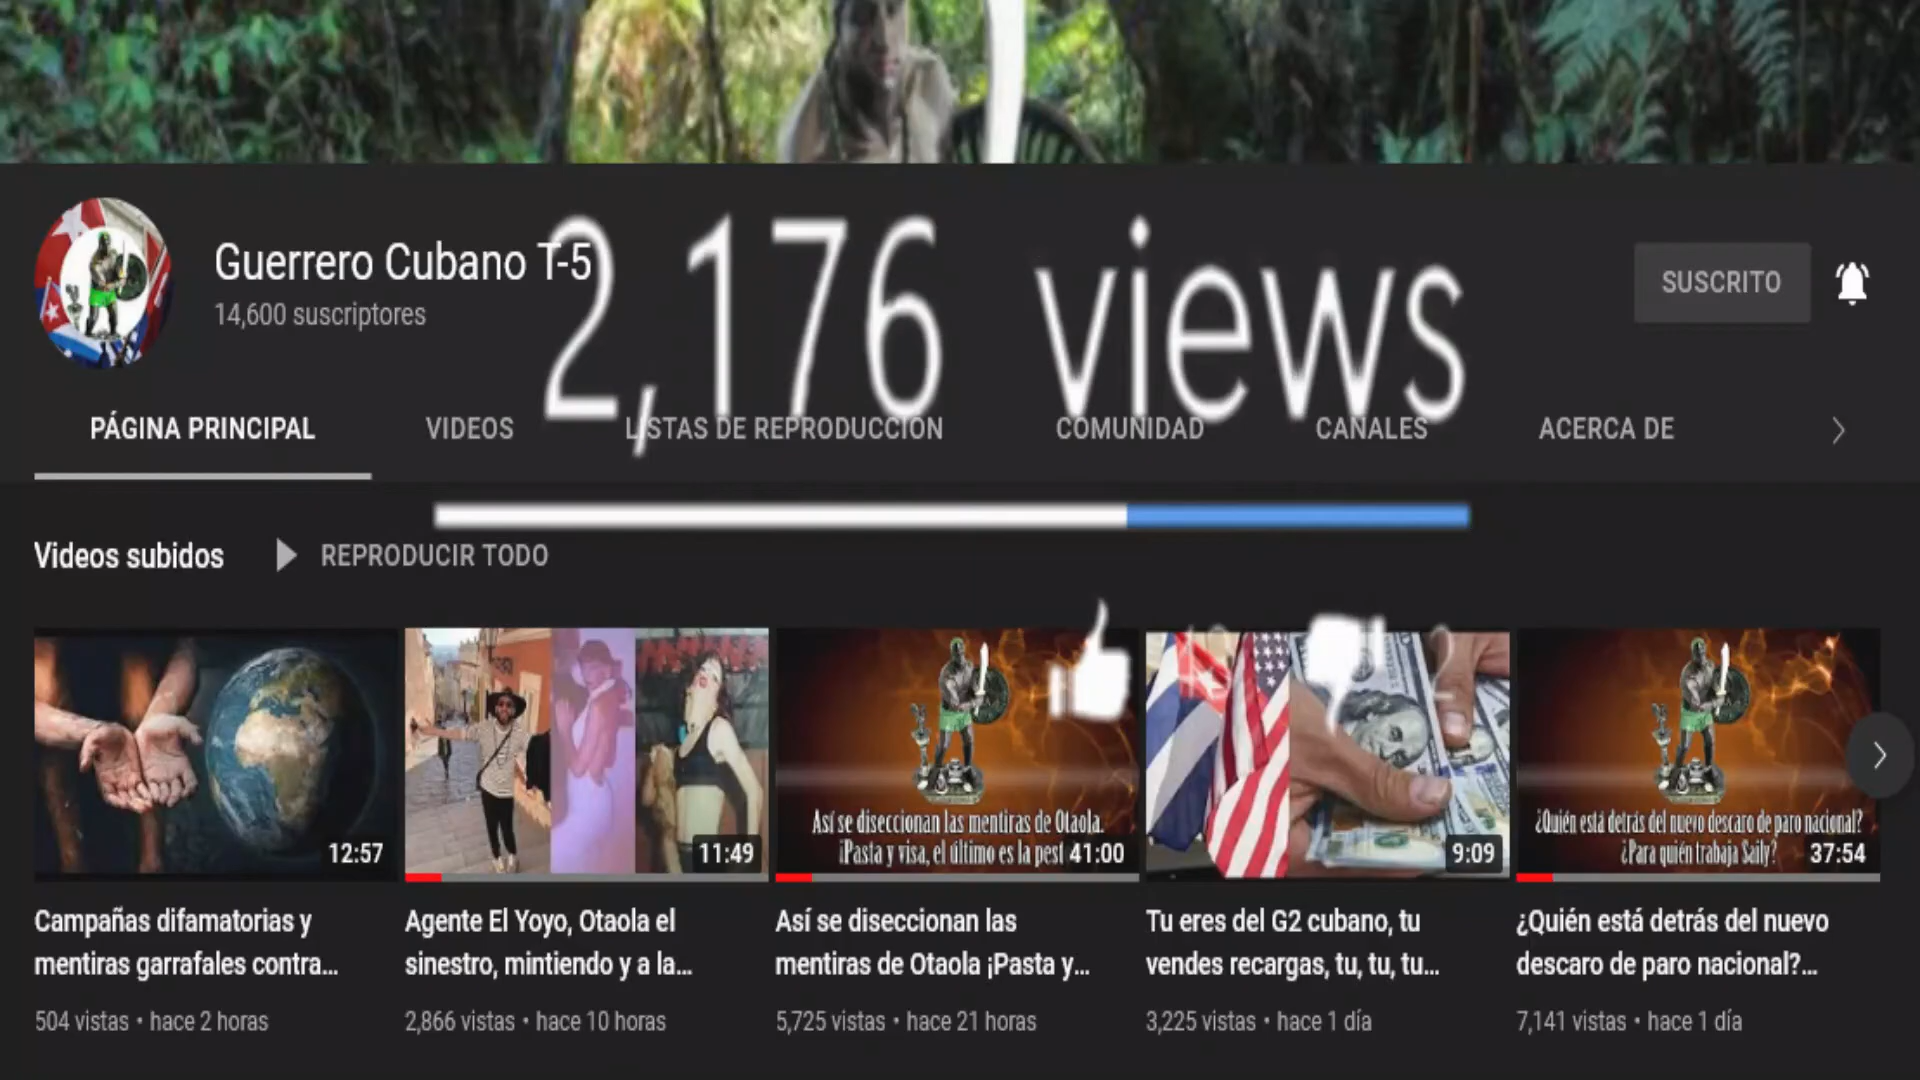 Guerrero Cubano T-5
14,600 suscriptores
2,176 views
SUSCRITO
PÁGINA PRINCIPAL
VIDEOS
LISTAS DE REPRODUCCIÓN
COMUNIDAD
CANALES
ACERCA DE
Videos subidos
REPRODUCIR TODO
12:57
11:49
Así se diseccionan las mentiras de Otaola.
¡Pasta y visa, el último es la pest
41:00
9:09
¿Quién está detrás del nuevo descaro de paro nacional?
¿Para quién trabaja Saily?
37:54
Campañas difamatorias y
mentiras garrafales contra...
504 vistas • hace 2 horas
Agente El Yoyo, Otaola el
sinestro, mintiendo y a la...
2,866 vistas • hace 10 horas
Así se diseccionan las
mentiras de Otaola ¡Pasta y...
5,725 vistas • hace 21 horas
Tu eres del G2 cubano, tu
vendes recargas, tu, tu, tu...
3,225 vistas • hace 1 día
¿Quién está detrás del nuevo
descaro de paro nacional?...
7,141 vistas • hace 1 día